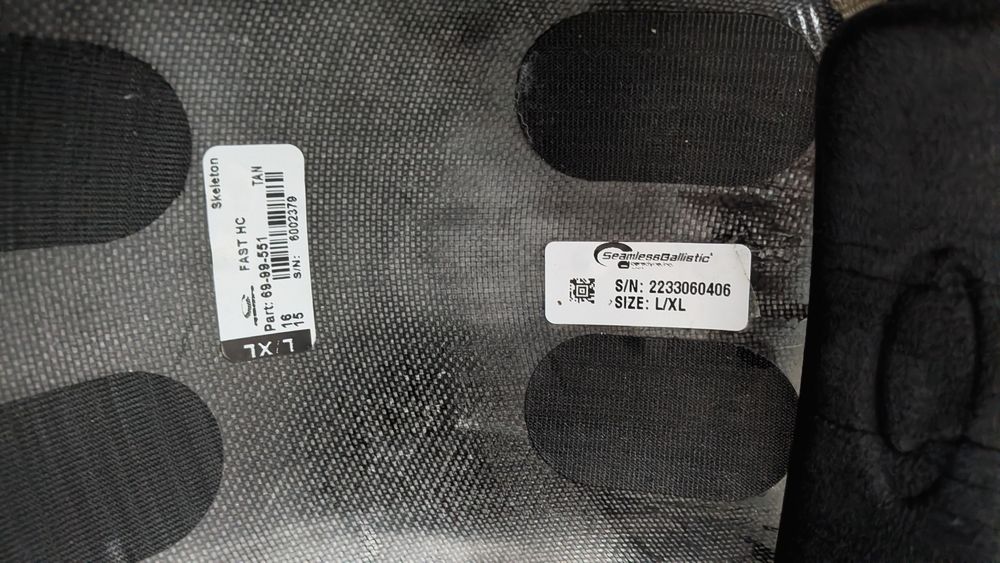 Skeleton
FAST HC
TAN
Part: 69-99-551
S/N: 6002379
16
15
L/XL
SeamlessBallistic
S/N: 2233060406
SIZE: L/XL